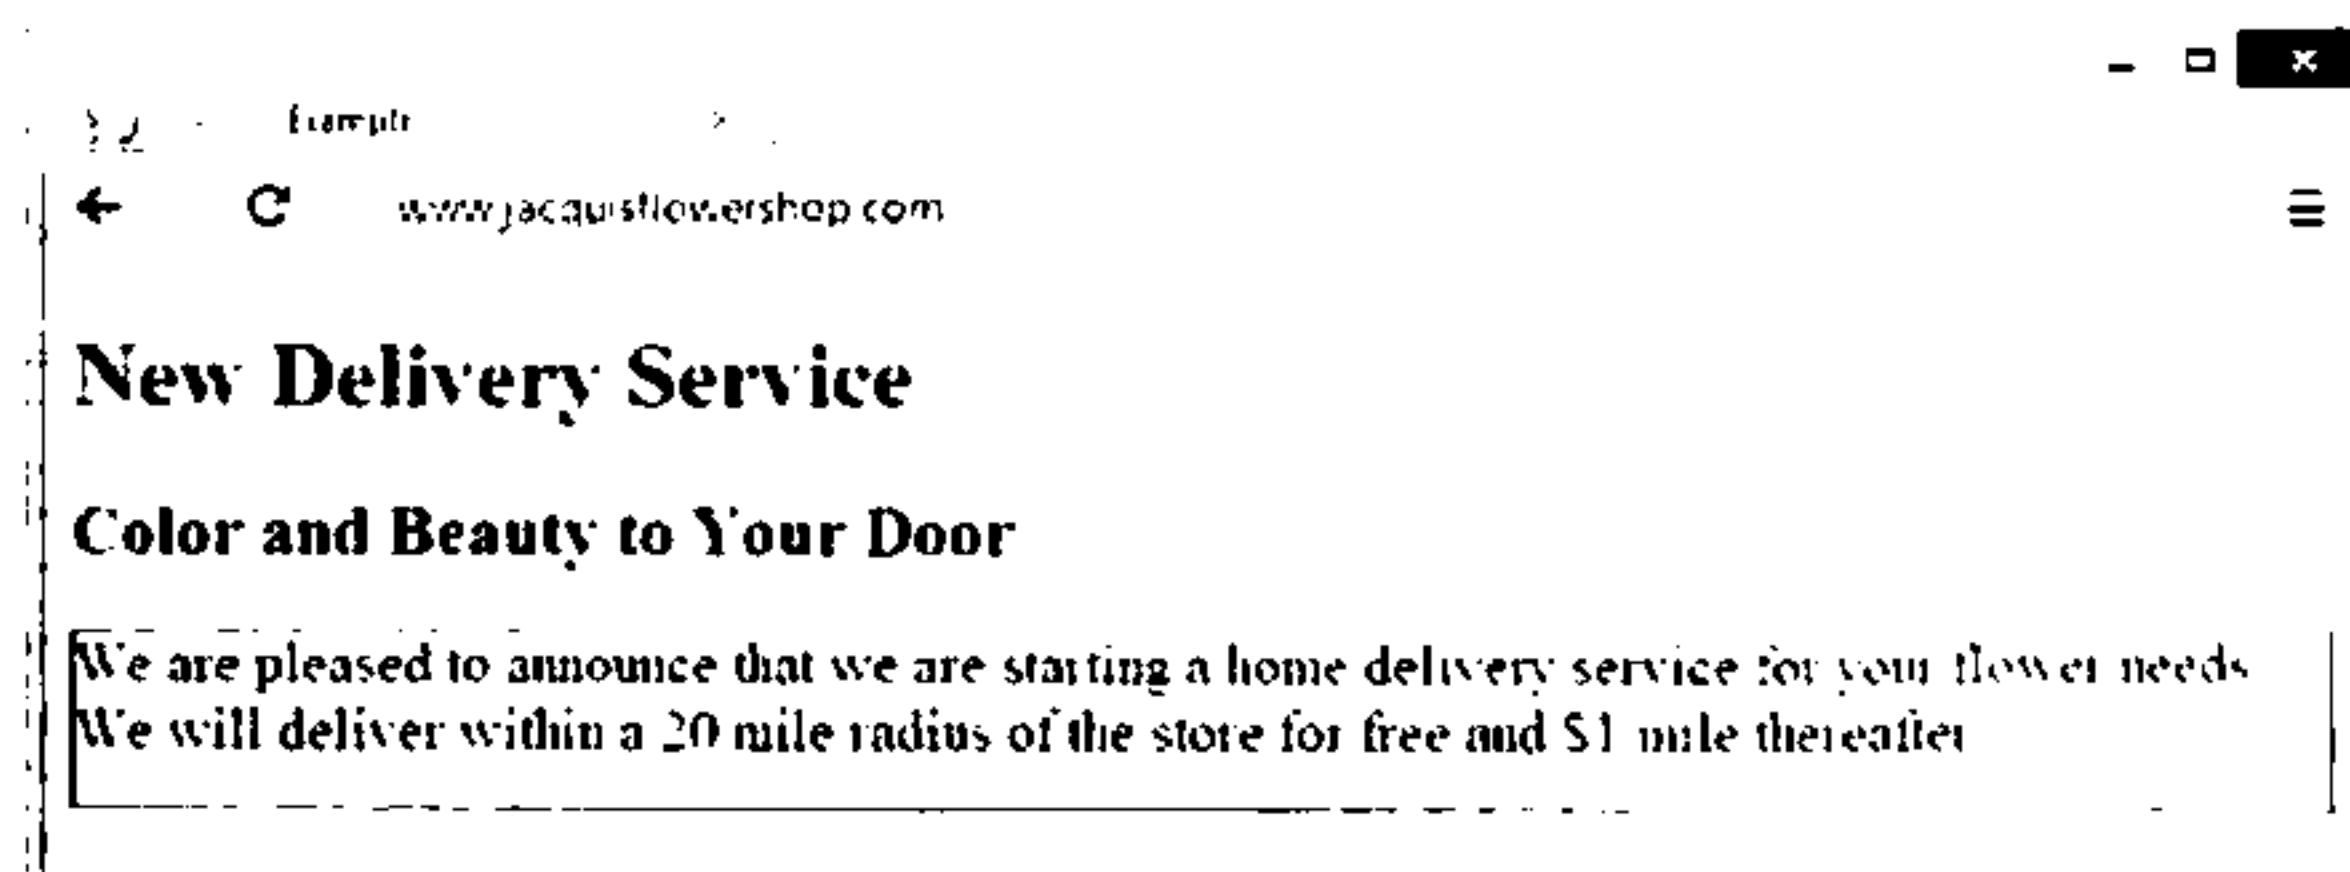 Example
www.jacquisflowershop.com
New Delivery Service
Color and Beauty to Your Door
We are pleased to announce that we are starting a home delivery service for your flower needs
We will deliver within a 20 mile radius of the store for free and $1 mile thereafter